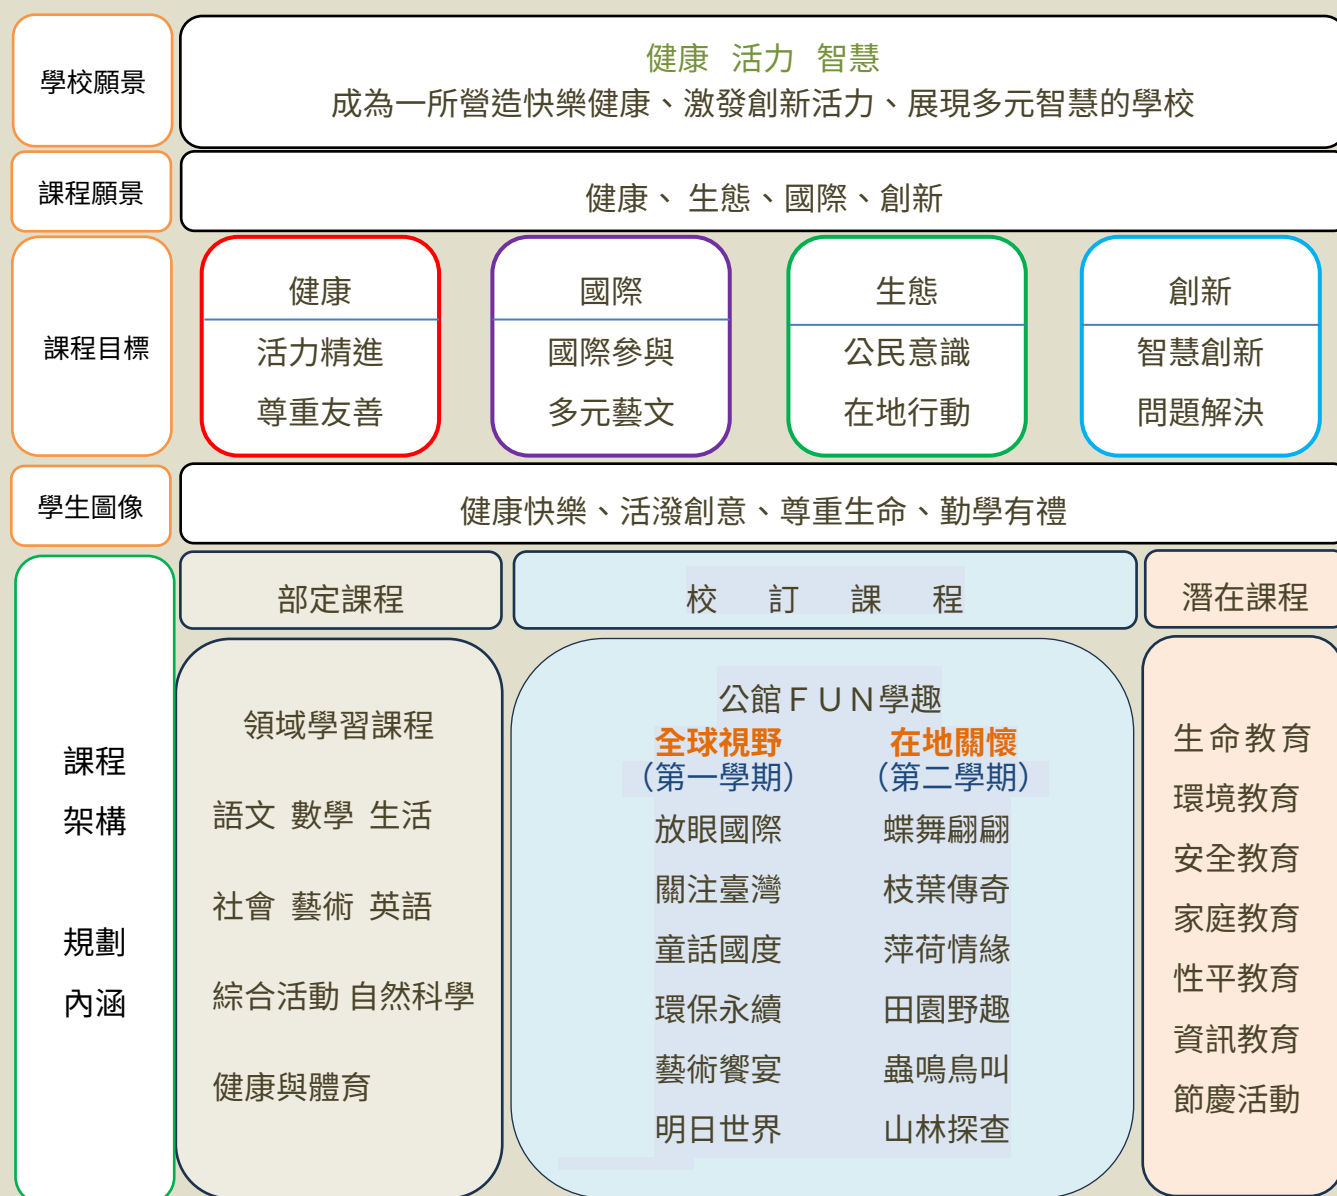 學校願景
健康 活力 智慧
成為一所營造快樂健康、激發創新活力、展現多元智慧的學校
課程願景
健康、 生態、國際、創新
課程目標
健康
活力精進
尊重友善
國際
國際參與
多元藝文
生態
公民意識
在地行動
創新
智慧創新
問題解決
學生圖像
健康快樂、活潑創意、尊重生命、勤學有禮
課程
架構
規劃
內涵
部定課程
領域學習課程
語文 數學 生活
社會 藝術 英語
綜合活動 自然科學
健康與體育
校 訂 課 程
公館ＦＵＮ學趣
全球視野
（第一學期）
放眼國際
關注臺灣
童話國度
環保永續
藝術饗宴
明日世界
在地關懷
（第二學期）
蝶舞翩翩
枝葉傳奇
萍荷情緣
田園野趣
蟲鳴鳥叫
山林探查
潛在課程
生命教育
環境教育
安全教育
家庭教育
性平教育
資訊教育
節慶活動